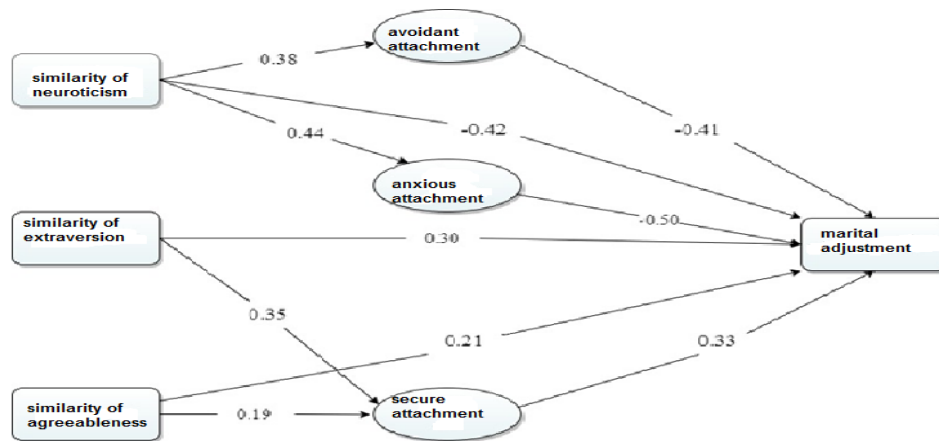 avoidant
attachment
0.38
similarity of
neuroticism
0.44
-0.42
-0.41
anxious
attachment
-0.50
similarity of
extraversion
0.30
marital
adjustment
0.35
0.21
0.33
similarity of
agreeableness
0.19
secure
attachment